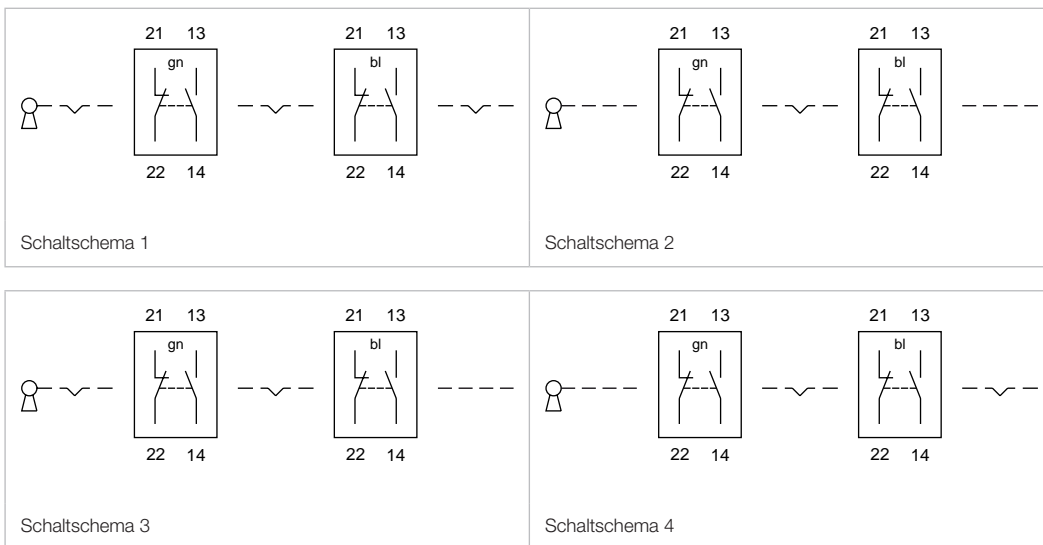 21 13 21 13 21 13 21 13
gn bl gn bl
22 14 22 14 22 14 22 14
Schaltschema 1 Schaltschema 2
21 13 21 13 21 13 21 13
gn bl gn bl
22 14 22 14 22 14 22 14
Schaltschema 3 Schaltschema 4